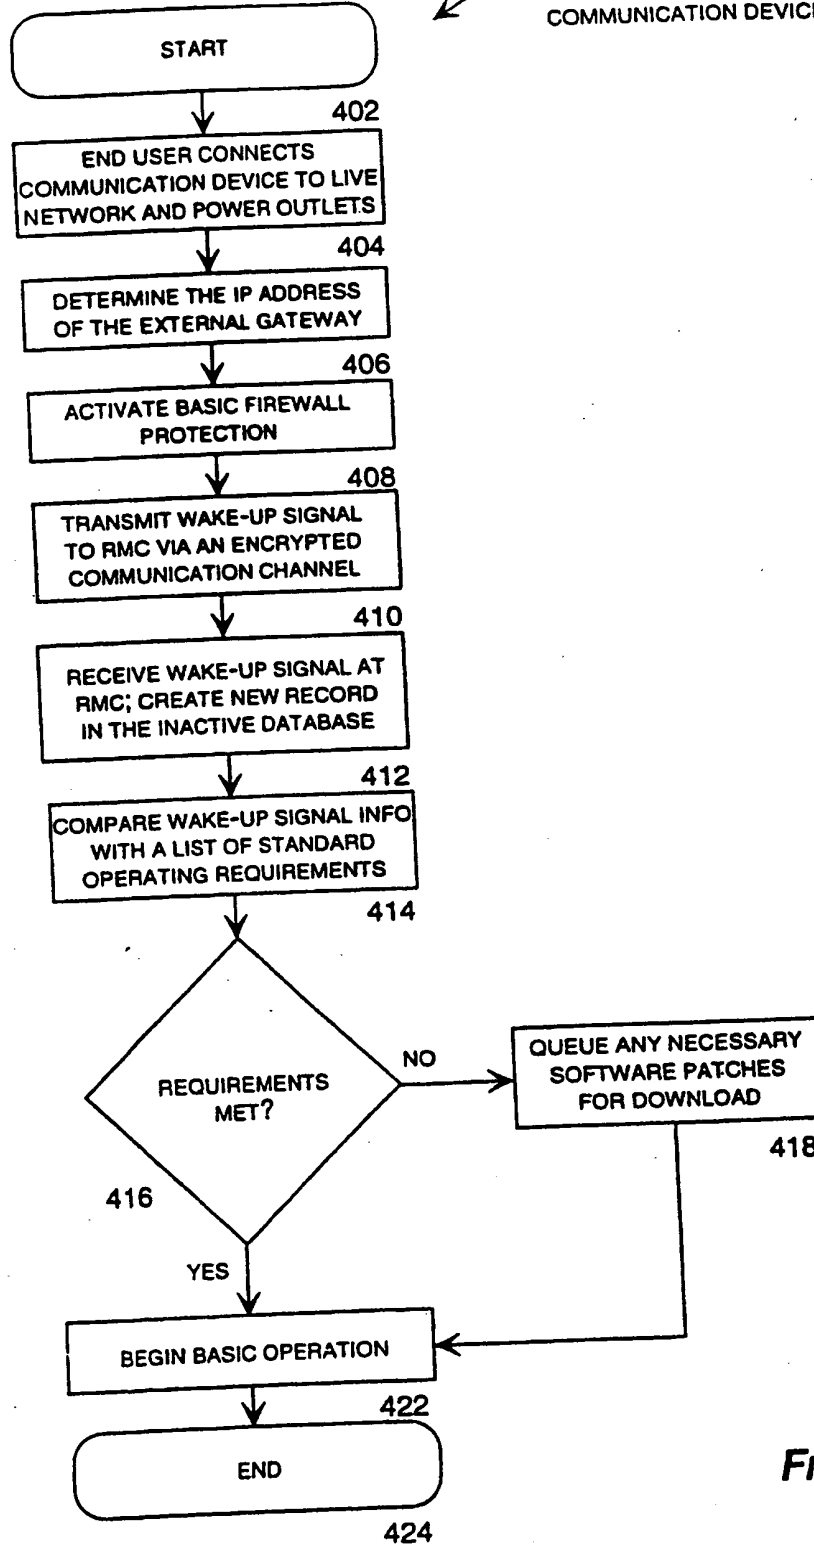 COMMUNICATION DEVICE
START
402
END USER CONNECTS
COMMUNICATION DEVICE TO LIVE
NETWORK AND POWER OUTLETS
404
DETERMINE THE IP ADDRESS
OF THE EXTERNAL GATEWAY
406
ACTIVATE BASIC FIREWALL
PROTECTION
408
TRANSMIT WAKE-UP SIGNAL
TO RMC VIA AN ENCRYPTED
COMMUNICATION CHANNEL
410
RECEIVE WAKE-UP SIGNAL AT
RMC; CREATE NEW RECORD
IN THE INACTIVE DATABASE
412
COMPARE WAKE-UP SIGNAL INFO
WITH A LIST OF STANDARD
OPERATING REQUIREMENTS
414
REQUIREMENTS
MET?
416
NO
QUEUE ANY NECESSARY
SOFTWARE PATCHES
FOR DOWNLOAD
418
YES
BEGIN BASIC OPERATION
422
END
424